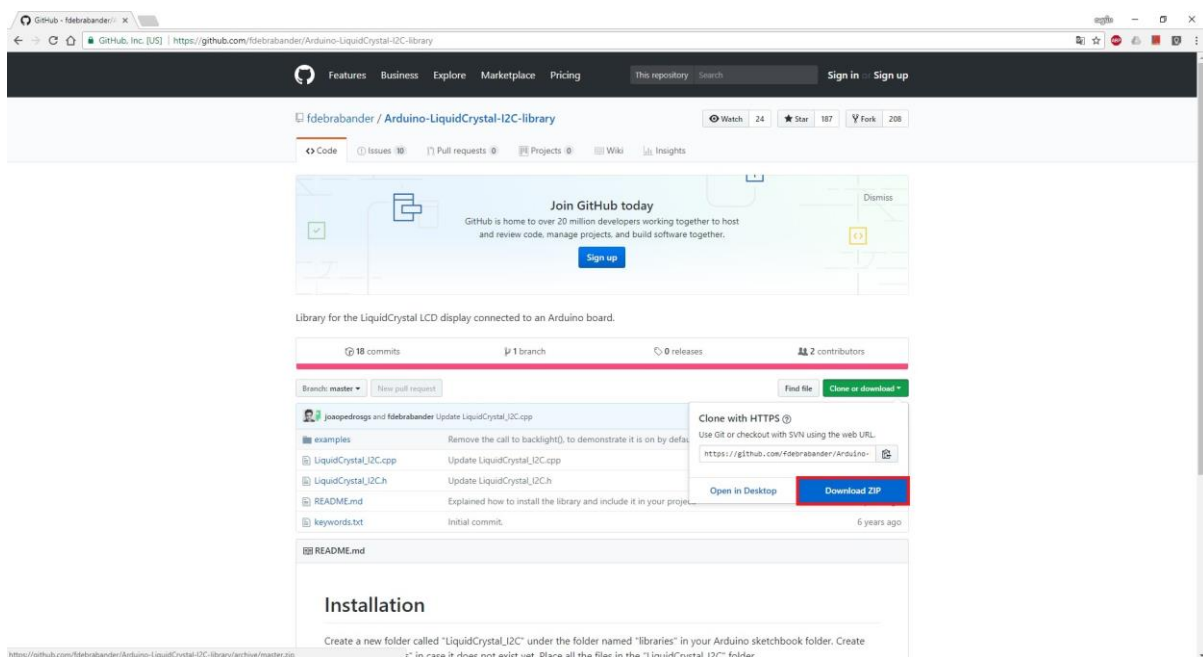 GitHub - fdebrabander/
GitHub, Inc. [US] | https://github.com/fdebrabander/Arduino-LiquidCrystal-I2C-library
Features Business Explore Marketplace Pricing This repository Search Sign in or Sign up
fdebrabander / Arduino-LiquidCrystal-I2C-library Watch 24 Star 187 Fork 208
Code Issues 10 Pull requests 0 Projects 0 Wiki Insights
Join GitHub today
Dismiss
GitHub is home to over 20 million developers working together to host
and review code, manage projects, and build software together.
Sign up
Library for the LiquidCrystal LCD display connected to an Arduino board.
18 commits 1 branch 0 releases 2 contributors
Branch: master New pull request Find file Clone or download
joaopedrosgs and fdebrabander Update LiquidCrystal_I2C.cpp
Clone with HTTPS
Use Git or checkout with SVN using the web URL.
https://github.com/fdebrabander/Arduino-
Open in Desktop Download ZIP
examples Remove the call to backlight(), to demonstrate it is on by
LiquidCrystal_I2C.cpp Update LiquidCrystal_I2C.cpp
LiquidCrystal_I2C.h Update LiquidCrystal_I2C.h
README.md Explained how to install the library and include it in your
keywords.txt Initial commit. 6 years ago
README.md
Installation
Create a new folder called "LiquidCrystal_I2C" under the folder named "libraries" in your Arduino sketchbook folder. Create
in case it does not exist yet. Place all the files in the "LiquidCrystal_I2C" folder.
https://github.com/fdebrabander/Arduino-LiquidCrystal-I2C-library/archive/master.zip